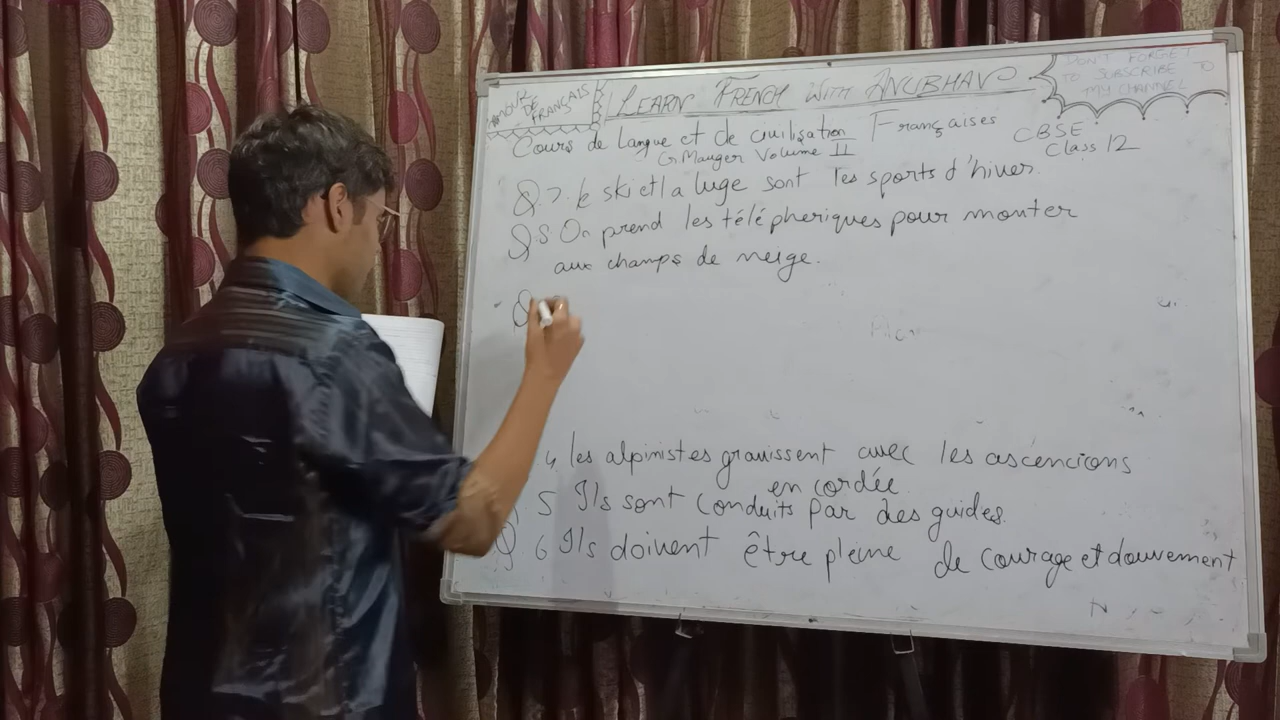 AMOUR
DE
FRANÇAIS
LEARN FRENCH WITH ANUBHAV
DON'T FORGET
TO SUBSCRIBE TO
MY CHANNEL
Cours de langue et de civilisation Françaises
G Mauger Volume II
CBSE
Class 12
Q.7. le ski et la luge sont les sports d'hiver.
Q 8 On prend les télépheriques pour monter
aux champs de neige.
Q
4 les alpinistes gravissent avec les ascencions
en cordée
5 Ils sont conduits par des guides.
Q. 6 Ils doivent être pleine de courage et douvement